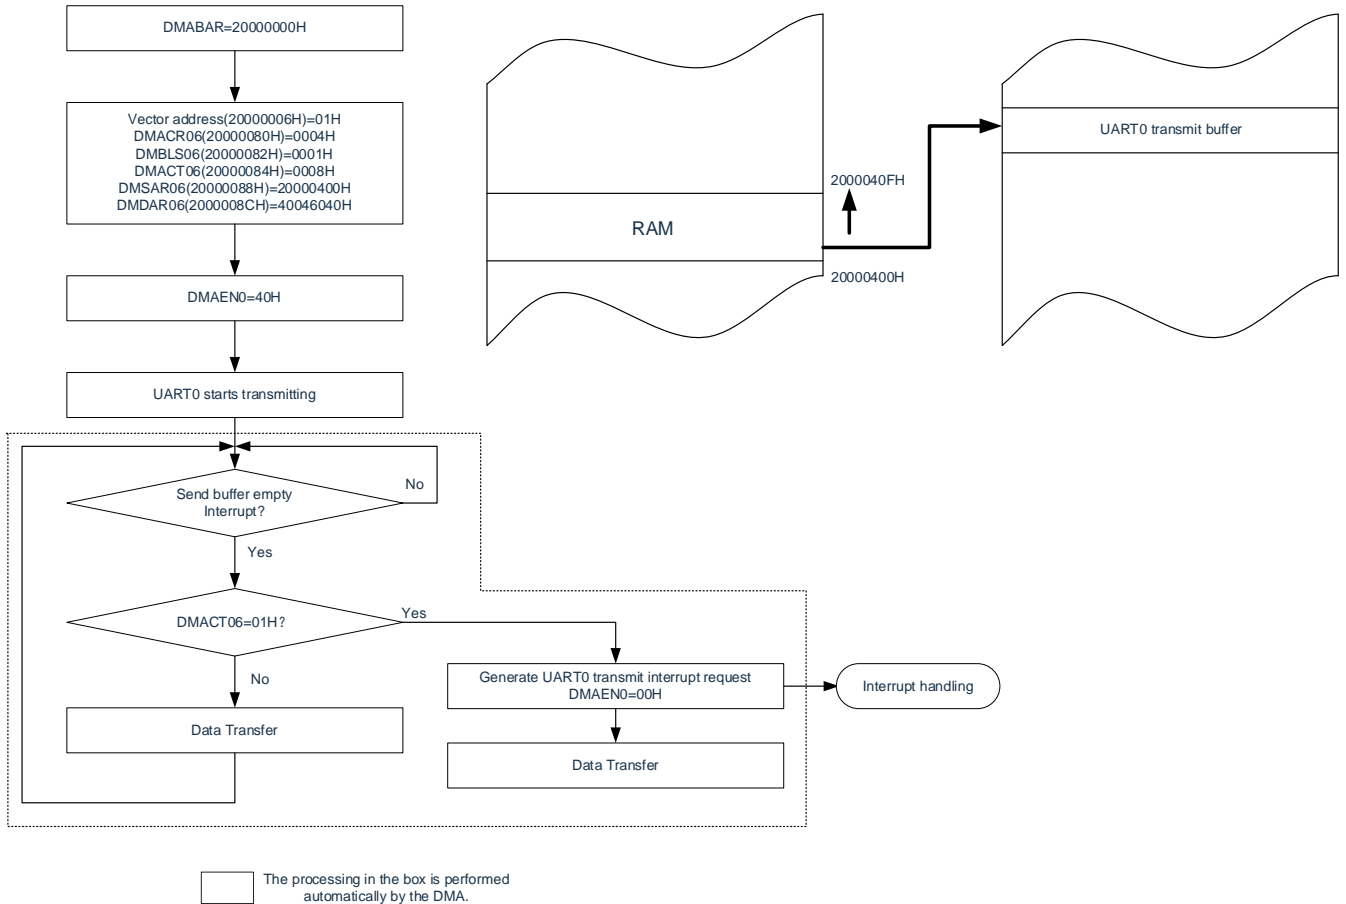 DMABAR=20000000H
Vector address(20000006H)=01H
DMACR06(20000080H)=0004H
DMBLS06(20000082H)=0001H
DMACT06(20000084H)=0008H
DMSAR06(20000088H)=20000400H
DMDAR06(2000008CH)=40046040H
DMAEN0=40H
UART0 starts transmitting
Send buffer empty
Interrupt?
No
Yes
DMACT06=01H?
Yes
No
Data Transfer
Generate UART0 transmit interrupt request
DMAEN0=00H
Data Transfer
Interrupt handling
RAM
2000040FH
20000400H
UART0 transmit buffer
The processing in the box is performed
automatically by the DMA.